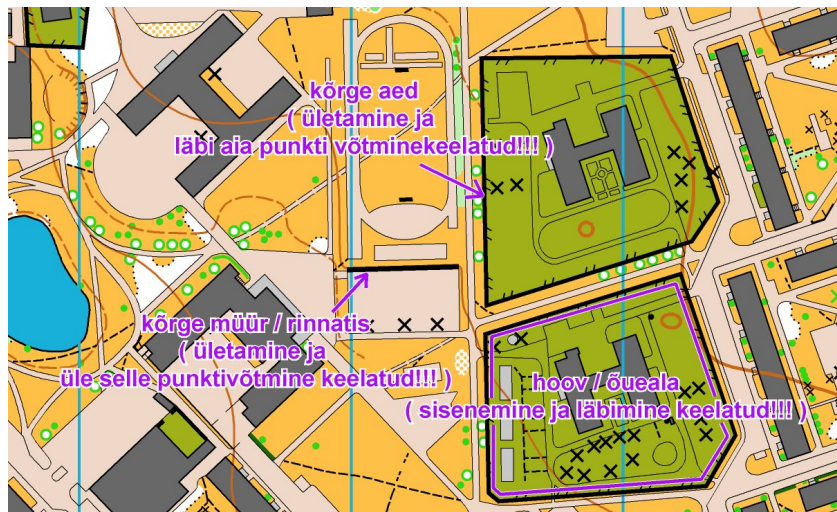 kõrge aed
( ületamine ja
läbi aia punkti võtminekeelatud!!! )
kõrge müür / rinnatis
( ületamine ja
üle selle punktivõtmine keelatud!!! )
hoov / õueala
( sisenemine ja läbimine keelatud!!! )